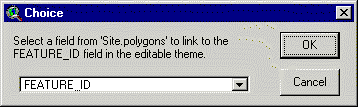 Choice
Select a field from 'Site.polygons' to link to the
FEATURE_ID field in the editable theme.
OK
FEATURE_ID
Cancel